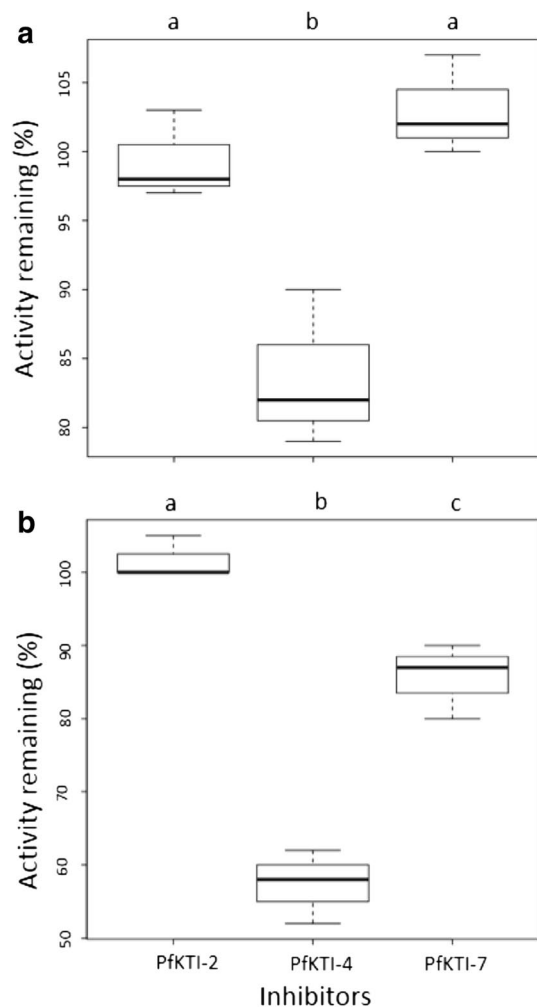 a
a b a
Activity remaining (%)
105
100
95
90
85
80
b
a b c
Activity remaining (%)
100
90
80
70
60
50
PfKTI-2 PfKTI-4 PfKTI-7
Inhibitors